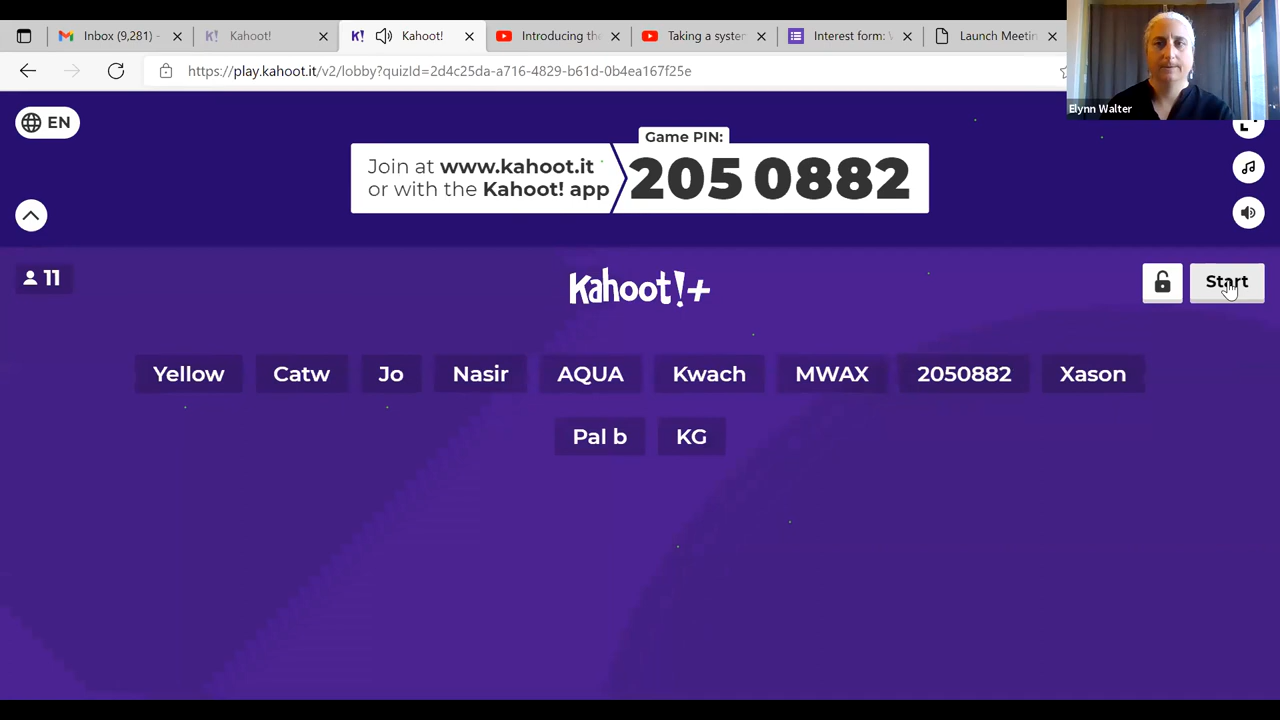 Inbox (9,281) -
Kahoot!
Kahoot!
Introducing the
Taking a system
Interest form: V
Launch Meetin
https://play.kahoot.it/v2/lobby?quizId=2d4c25da-a716-4829-b61d-0b4ea167f25e
Elynn Walter
EN
Game PIN:
Join at www.kahoot.it
or with the Kahoot! app
205 0882
11
Kahoot!+
Start
Yellow
Catw
Jo
Nasir
AQUA
Kwach
MWAX
2050882
Xason
Pal b
KG